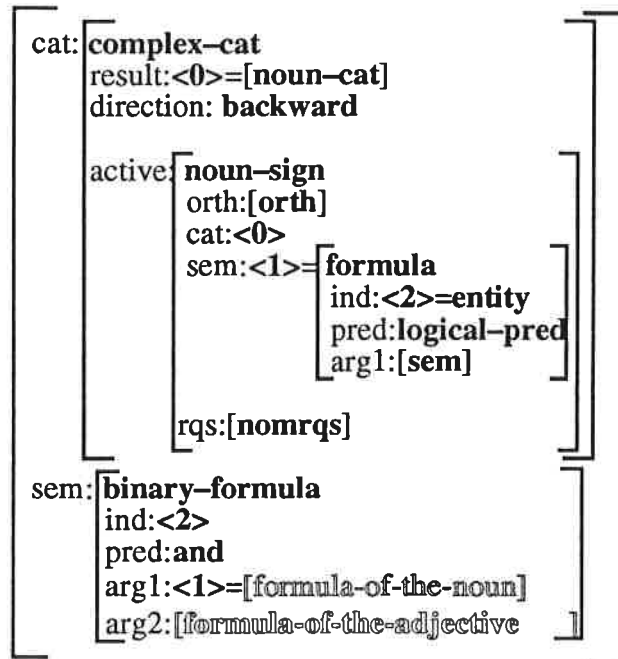 cat: complex–cat
result:<0>=[noun–cat]
direction: backward
active: noun–sign
orth:[orth]
cat:<0>
sem:<1>= formula
ind:<2>=entity
pred:logical–pred
arg1:[sem]
rqs:[nomrqs]
sem: binary–formula
ind:<2>
pred:and
arg1:<1>=[formula-of-the-noun]
arg2:[formula-of-the-adjective ]